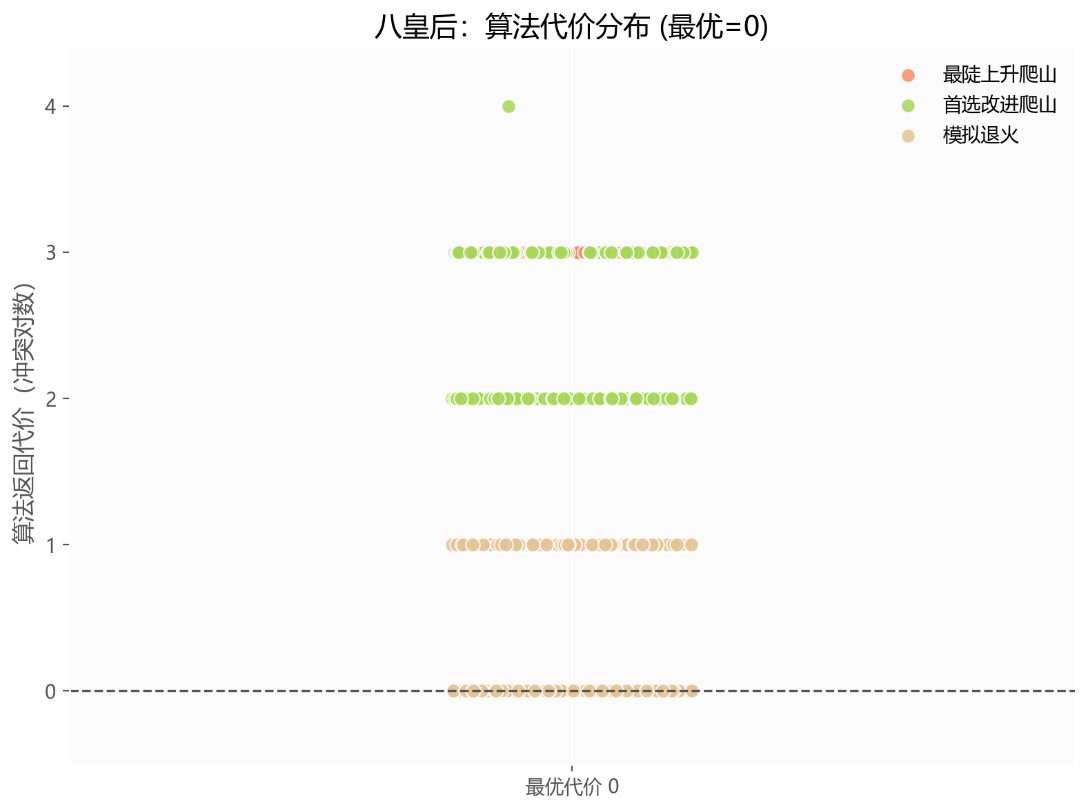 八皇后：算法代价分布 (最优=0)
最陡上升爬山
首选改进爬山
模拟退火
算法返回代价（冲突对数）
4
3
2
1
0
最优代价 0